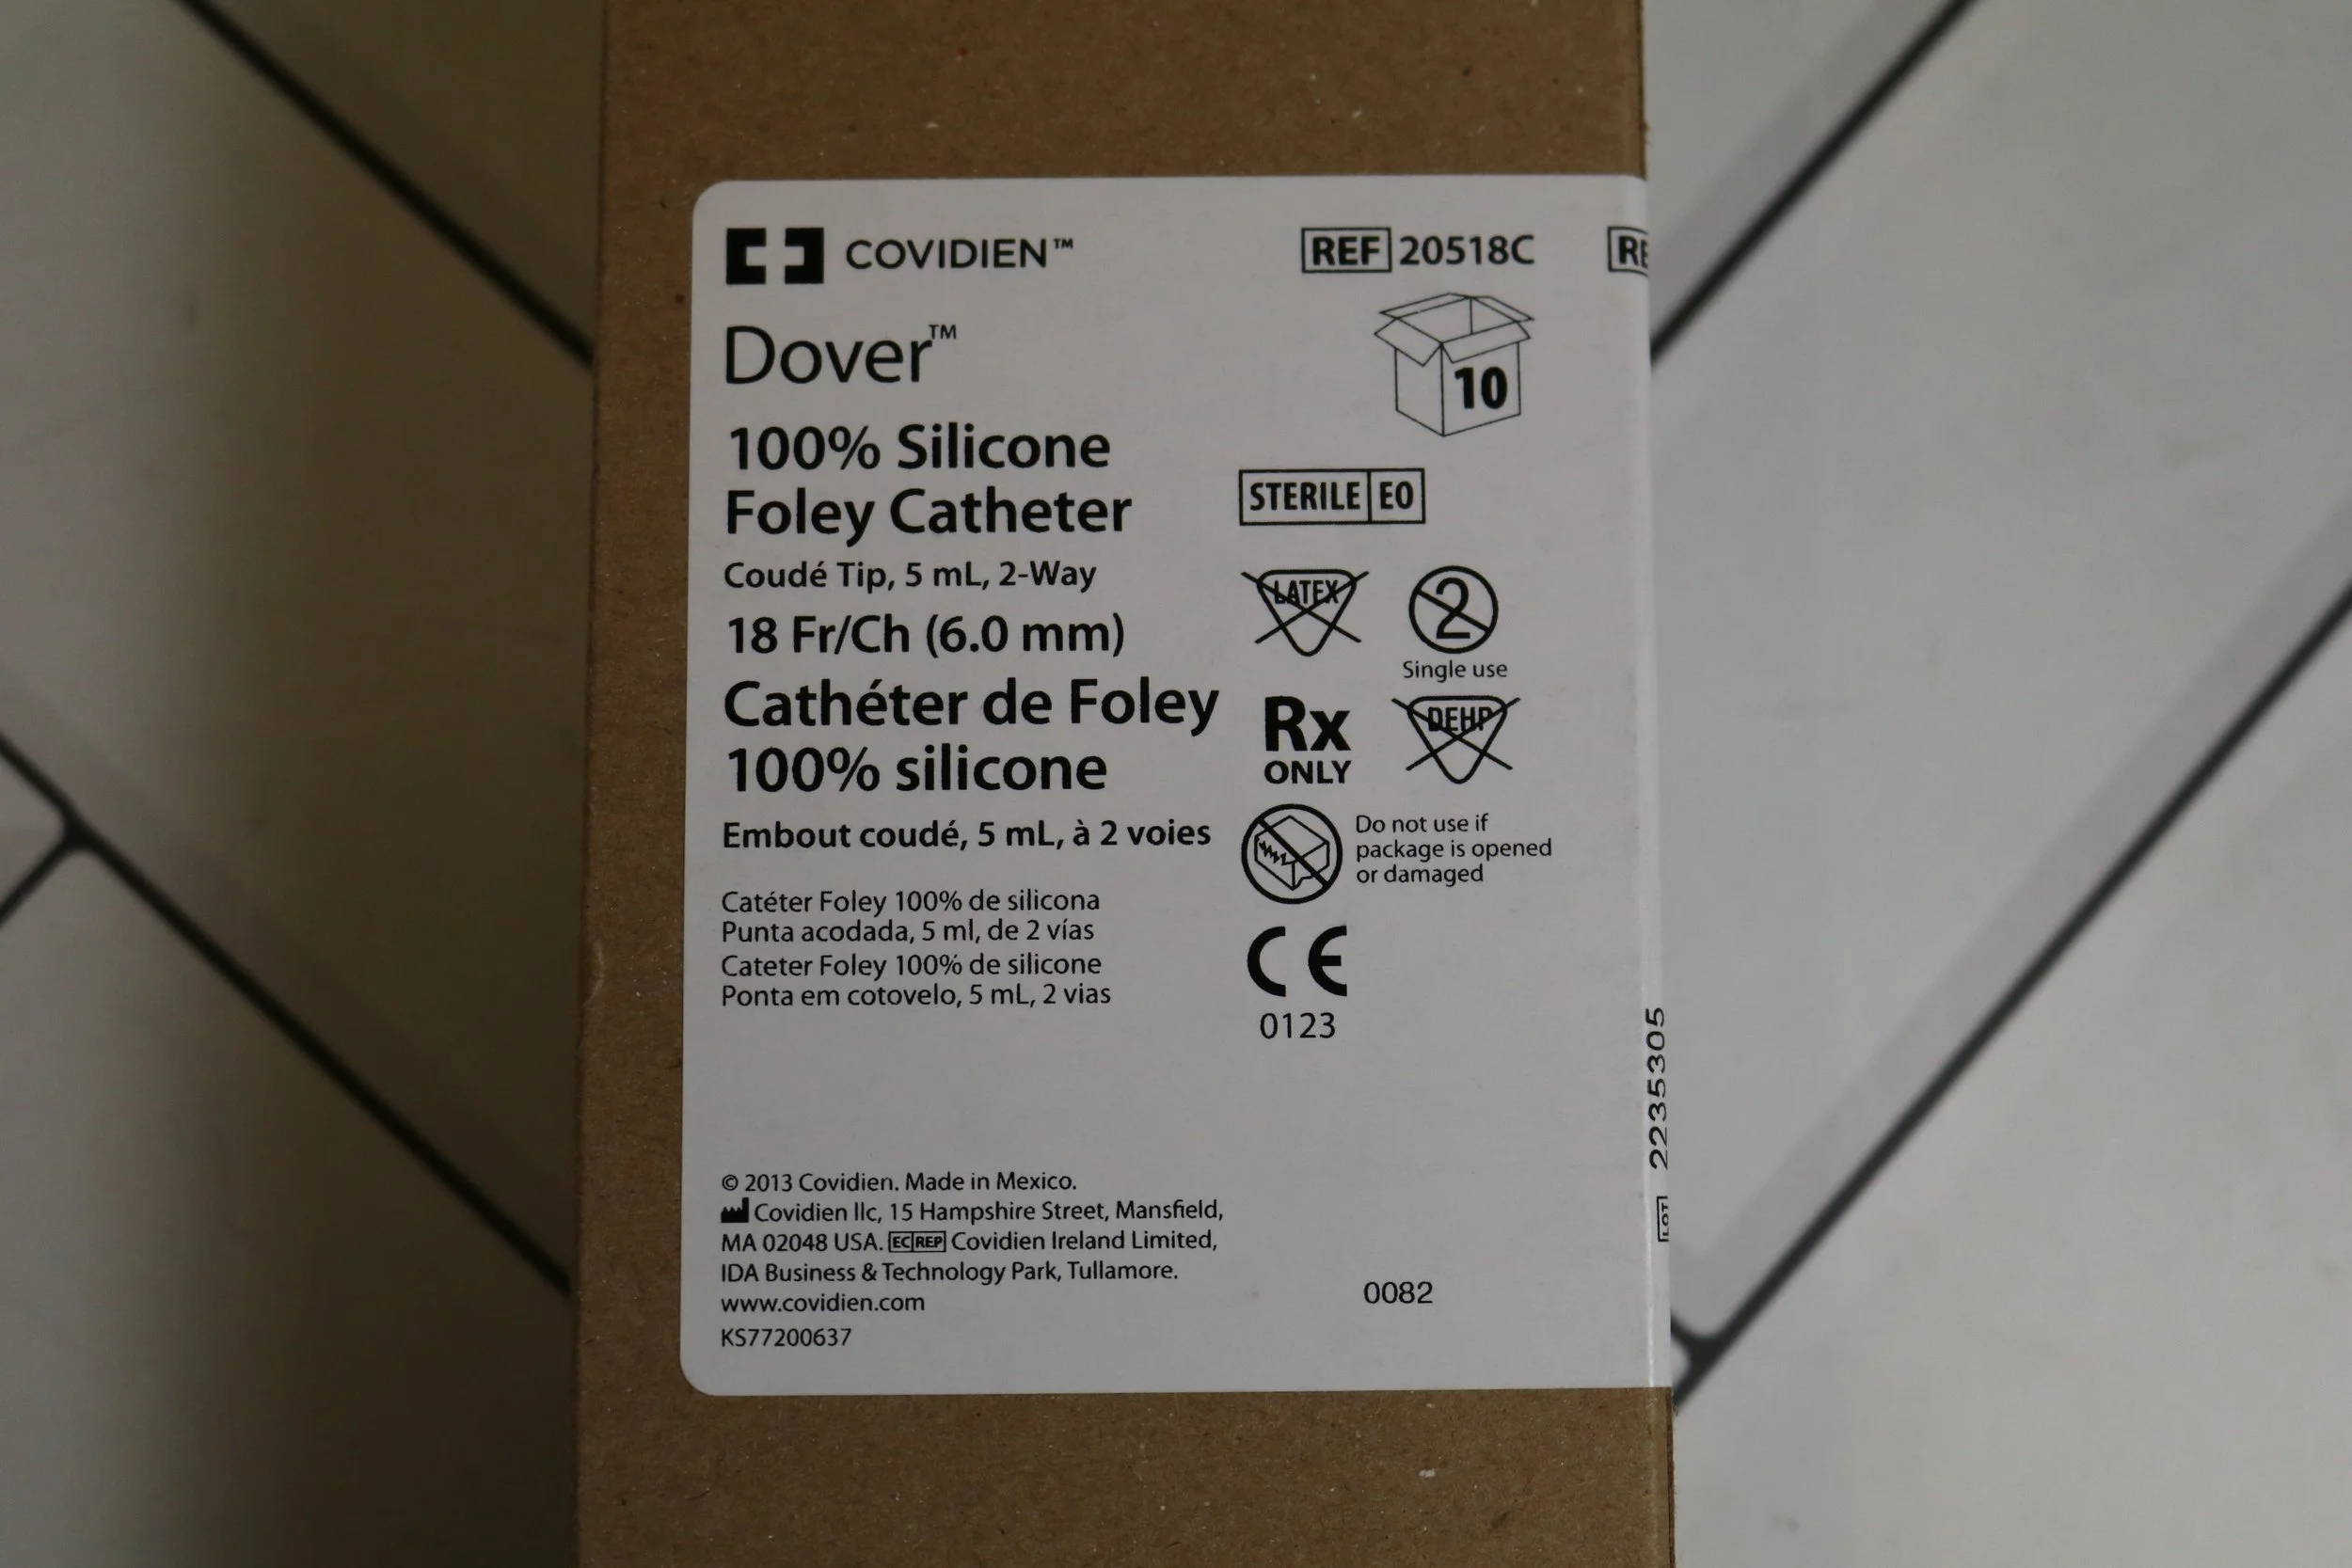 COVIDIEN™
REF 20518C
RE
Dover™
10
100% Silicone
Foley Catheter
STERILE EO
Coudé Tip, 5 mL, 2-Way
LATEX
2
Single use
18 Fr/Ch (6.0 mm)
Cathéter de Foley
100% silicone
Rx
ONLY
DEHP
Embout coudé, 5 mL, à 2 voies
Do not use if
package is opened
or damaged
Catéter Foley 100% de silicona
Punta acodada, 5 ml, de 2 vías
Cateter Foley 100% de silicone
Ponta em cotovelo, 5 mL, 2 vias
CE
0123
© 2013 Covidien. Made in Mexico.
Covidien llc, 15 Hampshire Street, Mansfield,
MA 02048 USA. EC REP Covidien Ireland Limited,
IDA Business & Technology Park, Tullamore.
www.covidien.com
KS77200637
0082
LOT 2235305